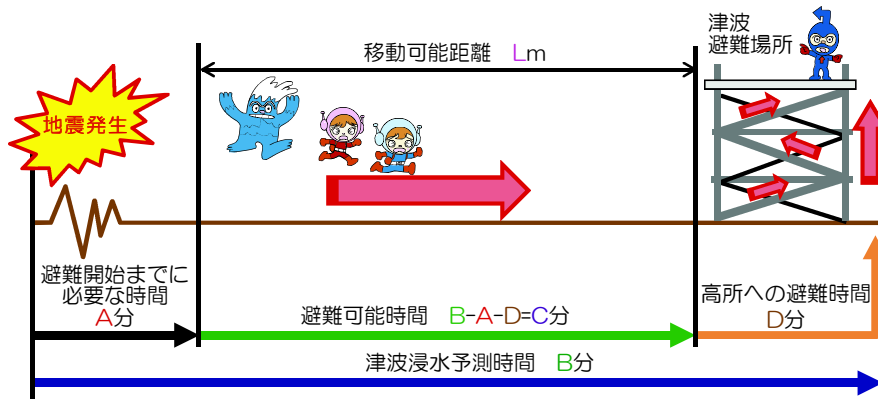 移動可能距離 Lm
津波
避難場所
地震発生
避難開始までに
必要な時間
A分
避難可能時間 B-A-D=C分
高所への避難時間
D分
津波浸水予測時間 B分